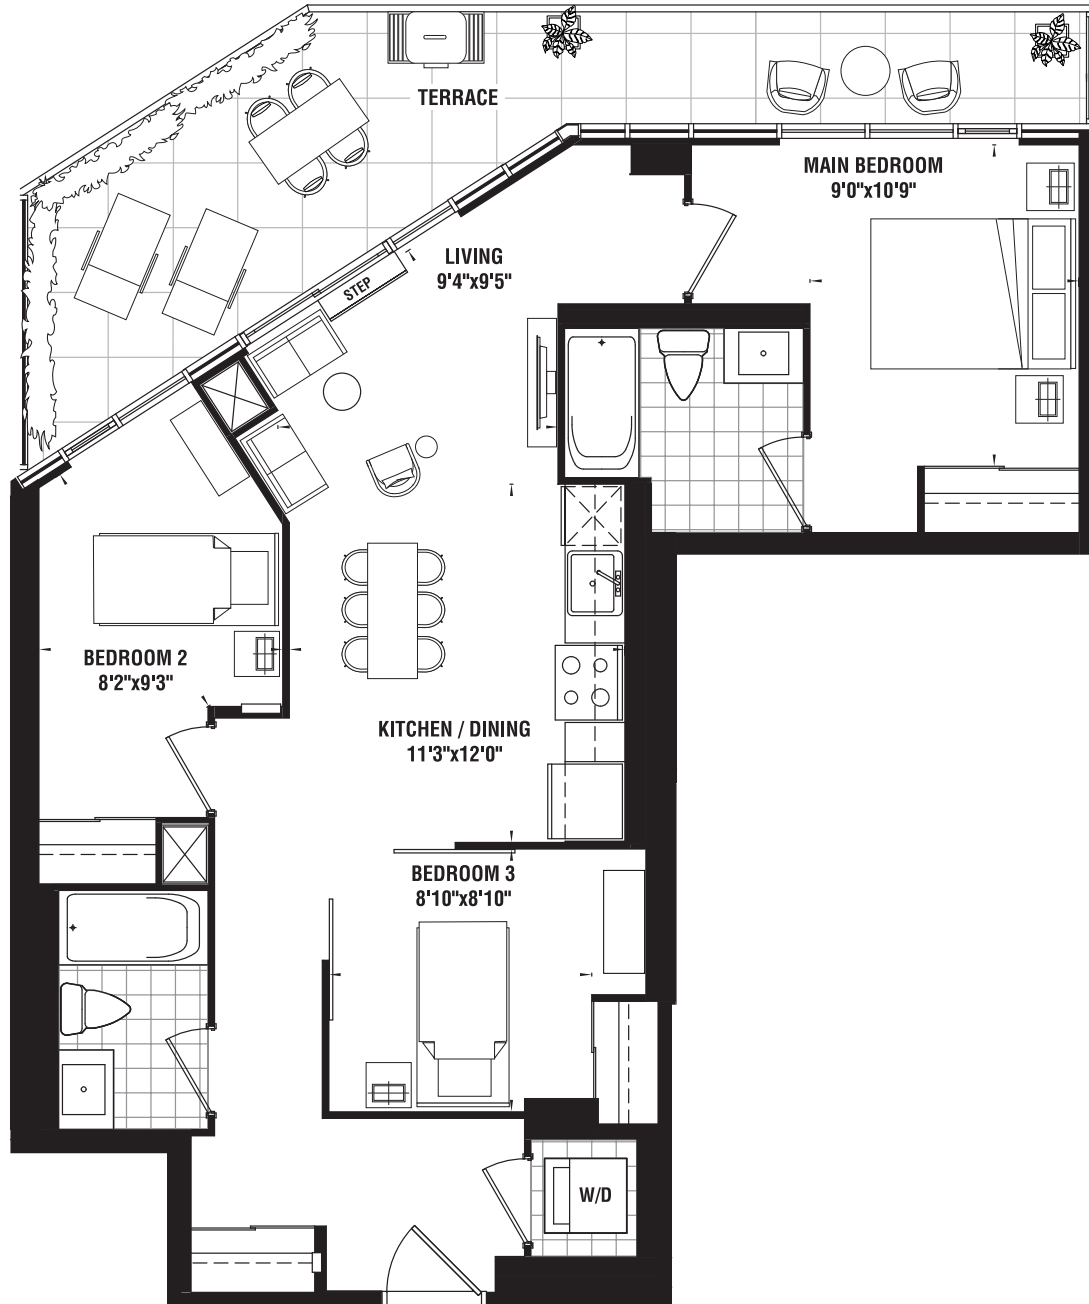 TERRACE
MAIN BEDROOM
9'0"x10'9"
LIVING
9'4"x9'5"
STEP
BEDROOM 2
8'2"x9'3"
KITCHEN / DINING
11'3"x12'0"
BEDROOM 3
8'10"x8'10"
W/D